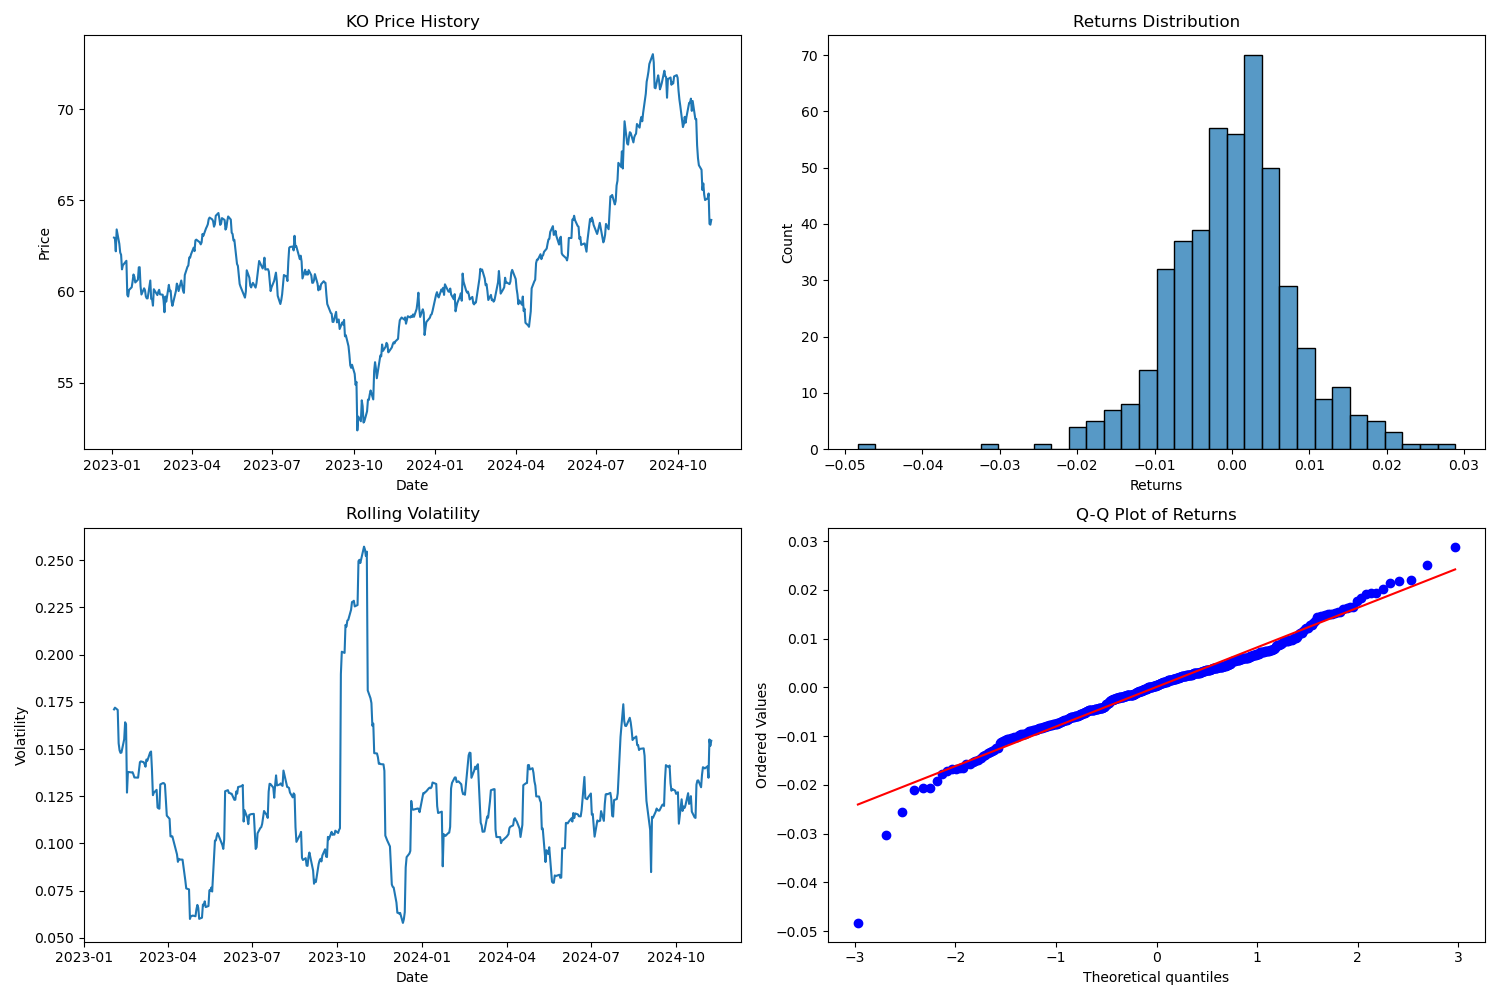 KO Price History
70
65
60
55
Price
2023-01 2023-04 2023-07 2023-10 2024-01 2024-04 2024-07 2024-10
Date
Returns Distribution
70
60
50
40
30
20
10
0
Count
−0.05 −0.04 −0.03 −0.02 −0.01 0.00 0.01 0.02 0.03
Returns
Rolling Volatility
0.250
0.225
0.200
0.175
0.150
0.125
0.100
0.075
0.050
Volatility
2023-01 2023-04 2023-07 2023-10 2024-01 2024-04 2024-07 2024-10
Date
Q-Q Plot of Returns
0.03
0.02
0.01
0.00
−0.01
−0.02
−0.03
−0.04
−0.05
Ordered Values
−3 −2 −1 0 1 2 3
Theoretical quantiles